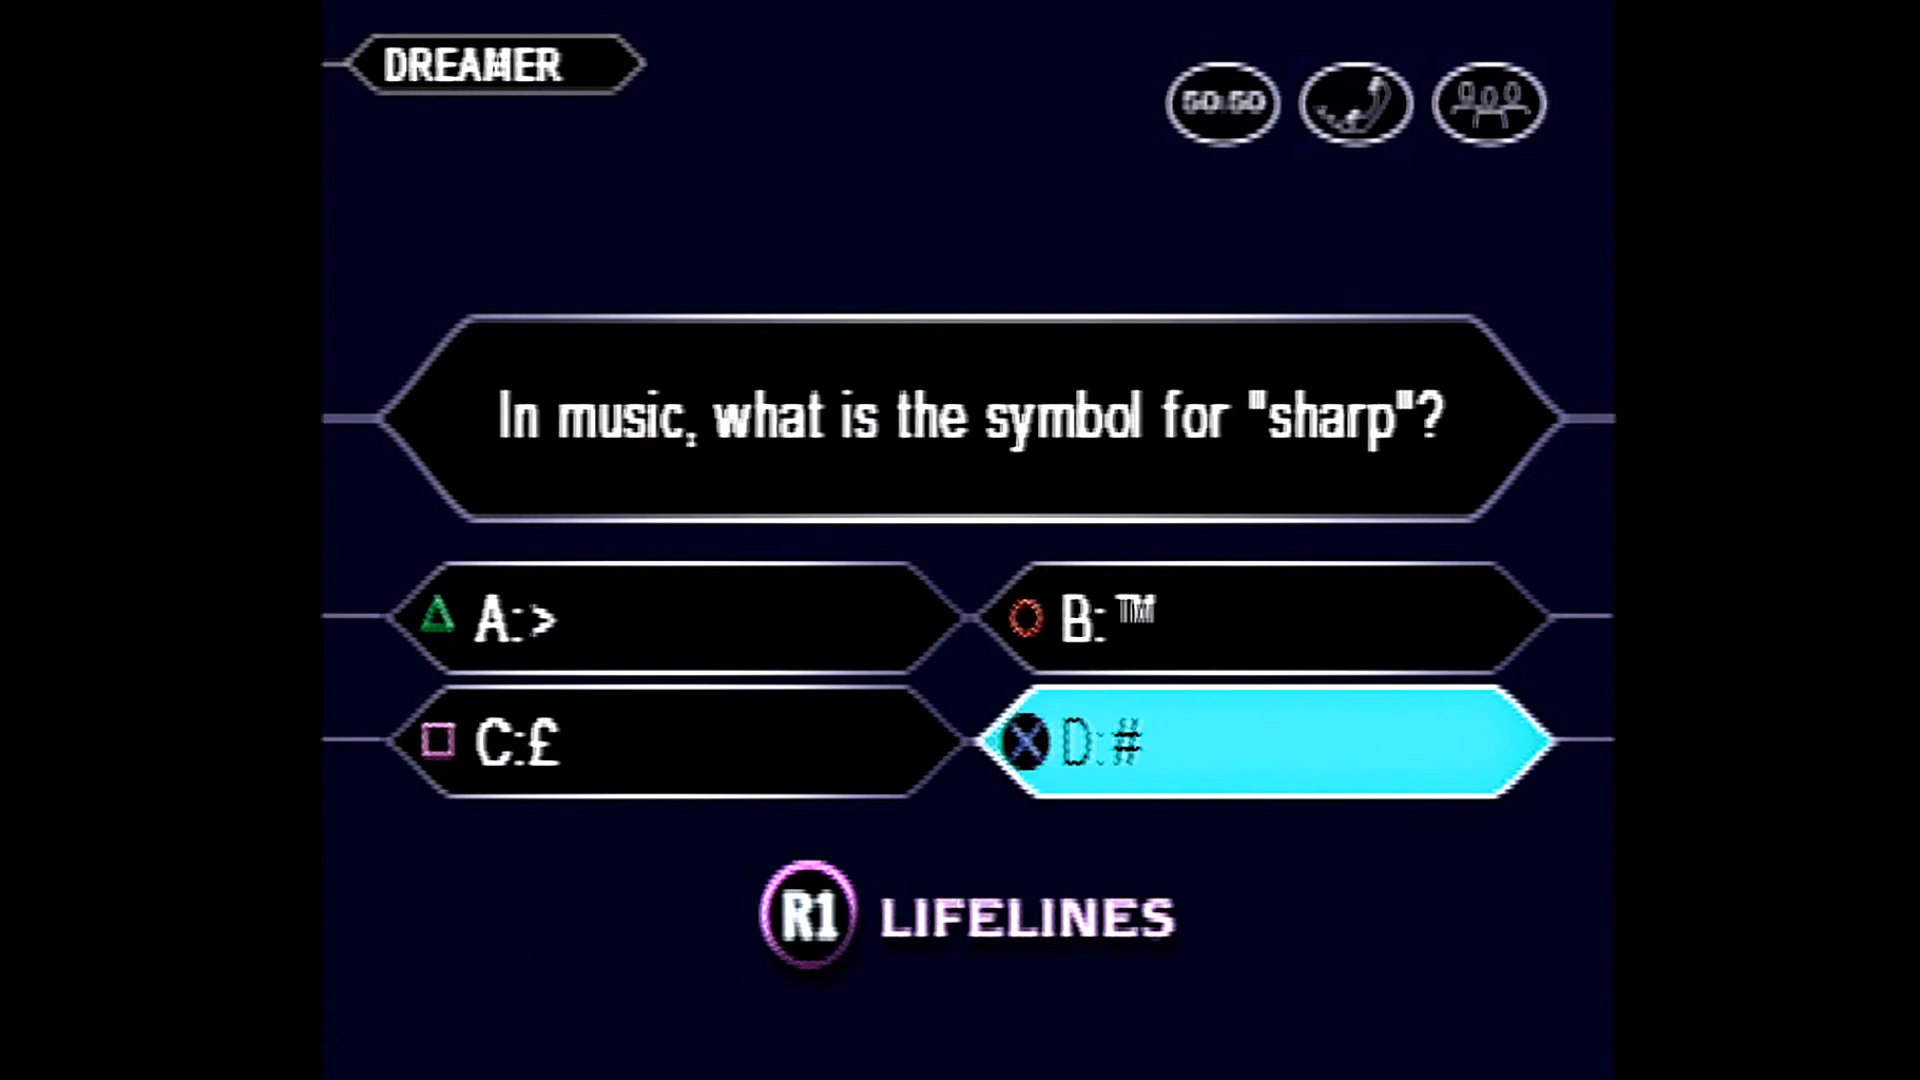 DREAMER
50:50
In music, what is the symbol for "sharp"?
A:>
B:™
C:£
D:#
R1 LIFELINES